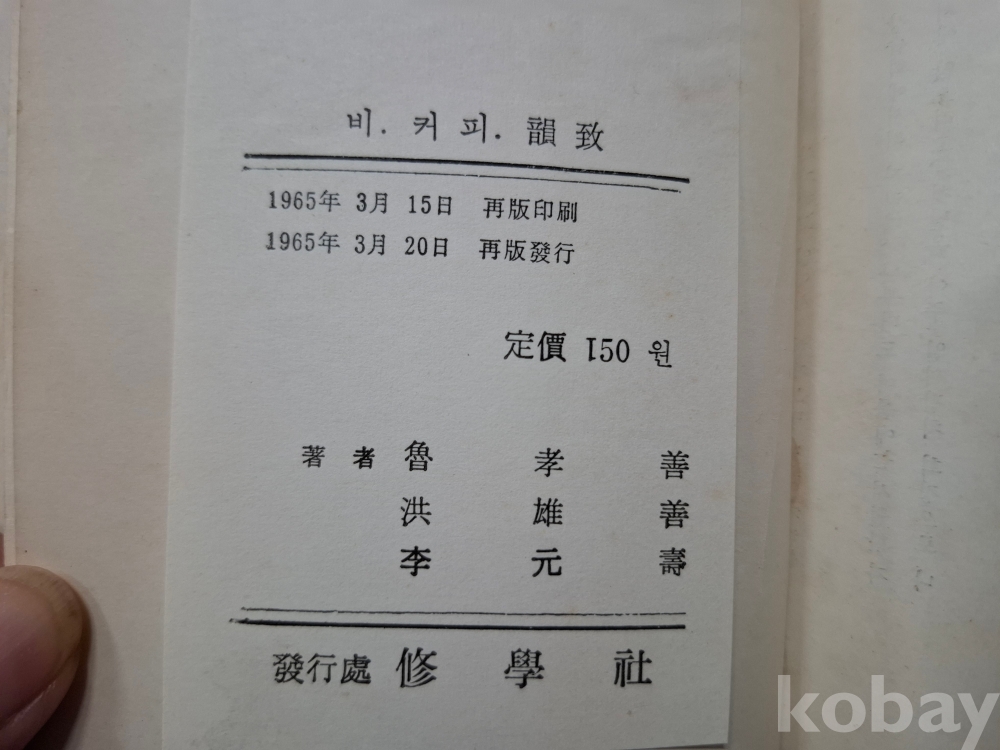 비. 커 피. 韻 致
1965年 3月 15日 再版印刷
1965年 3月 20日 再版發行
定價 150 원
著 者 魯 孝 善
洪 雄 善
李 元 壽
發行處 修 學 社
kobay